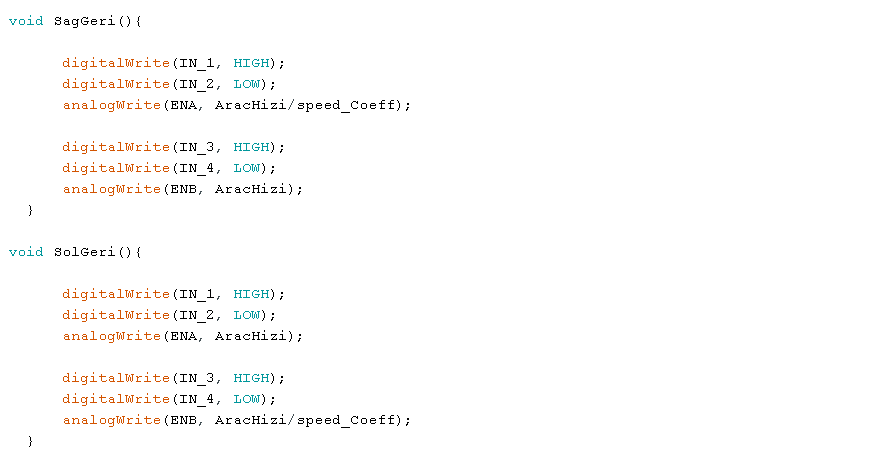 void SagGeri(){
digitalWrite(IN_1, HIGH);
digitalWrite(IN_2, LOW);
analogWrite(ENA, AracHizi/speed_Coeff);
digitalWrite(IN_3, HIGH);
digitalWrite(IN_4, LOW);
analogWrite(ENB, AracHizi);
}
void SolGeri(){
digitalWrite(IN_1, HIGH);
digitalWrite(IN_2, LOW);
analogWrite(ENA, AracHizi);
digitalWrite(IN_3, HIGH);
digitalWrite(IN_4, LOW);
analogWrite(ENB, AracHizi/speed_Coeff);
}